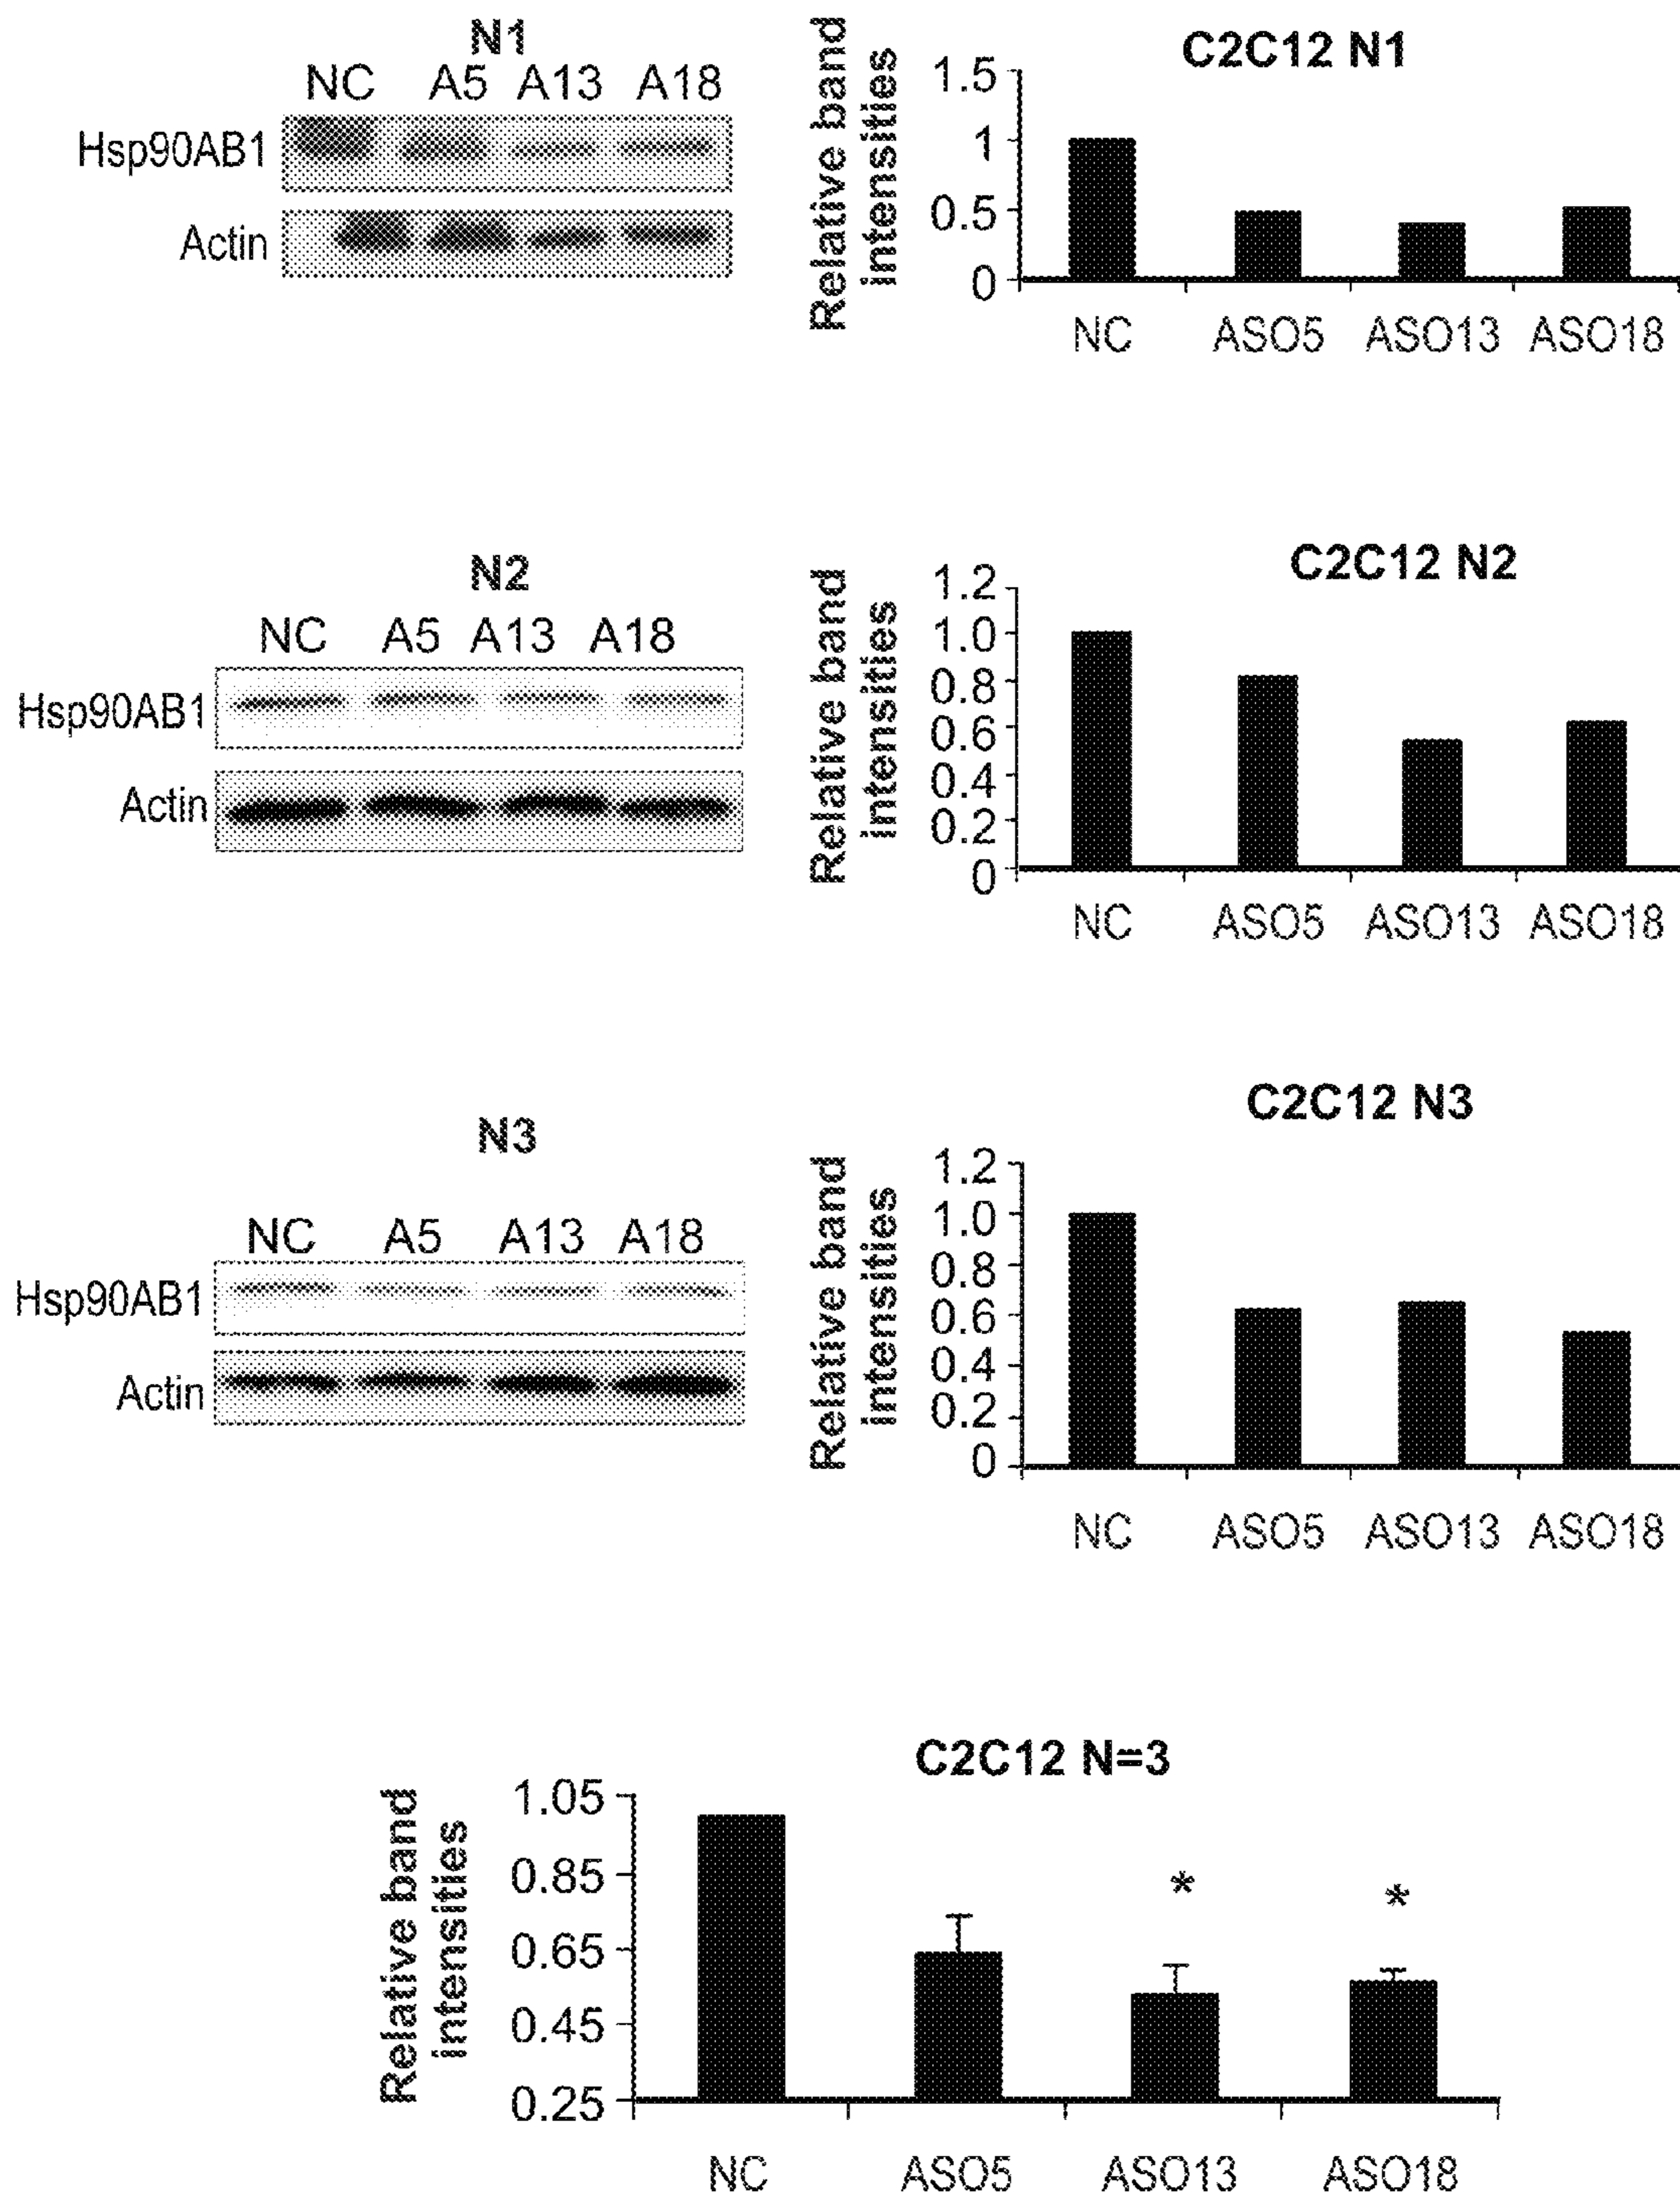 N1
NC A5 A13 A18
Hsp90AB1
Actin
C2C12 N1
Relative band
intensities
1.5
1
0.5
0
NC ASO5 ASO13 ASO18
N2
NC A5 A13 A18
Hsp90AB1
Actin
C2C12 N2
Relative band
intensities
1.2
1.0
0.8
0.6
0.4
0.2
0
NC ASO5 ASO13 ASO18
N3
NC A5 A13 A18
Hsp90AB1
Actin
C2C12 N3
Relative band
intensities
1.2
1.0
0.8
0.6
0.4
0.2
0
NC ASO5 ASO13 ASO18
C2C12 N=3
Relative band
intensities
1.05
0.85
0.65
0.45
0.25
* *
NC ASO5 ASO13 ASO18